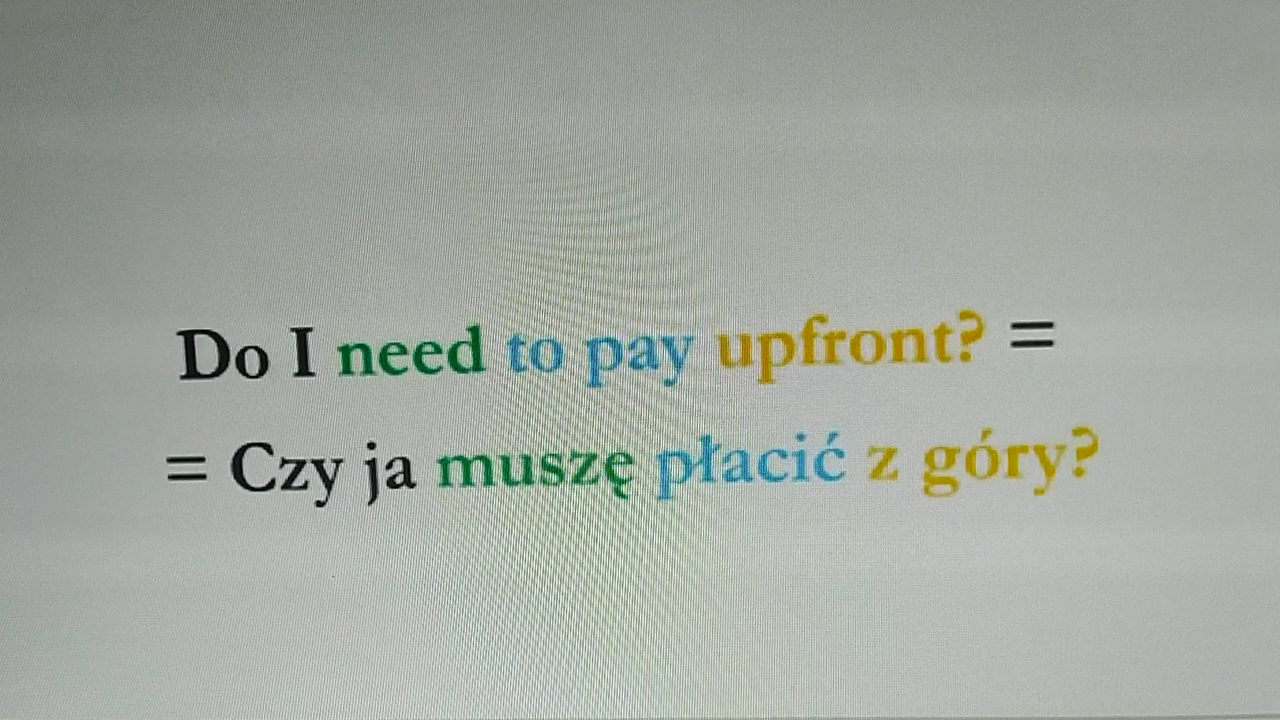 Do I need to pay upfront? =
= Czy ja muszę płacić z góry?